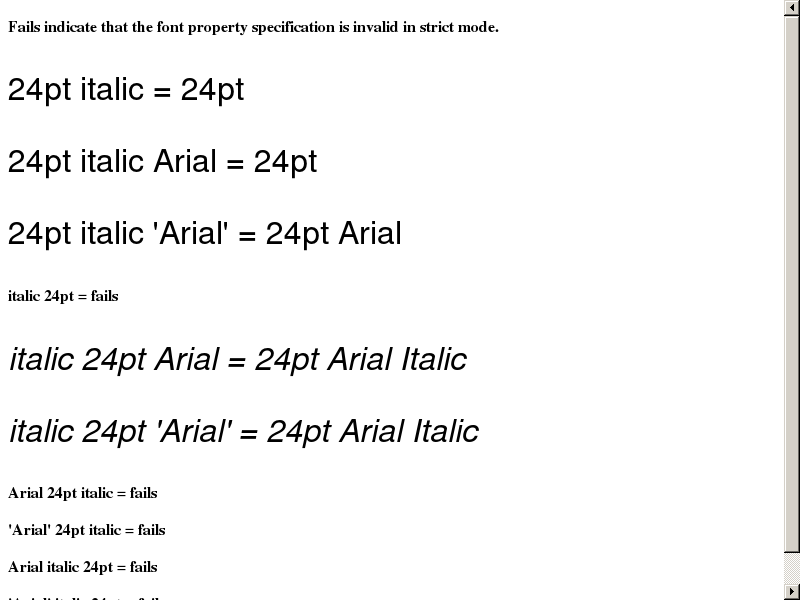 Fails indicate that the font property specification is invalid in strict mode.
24pt italic = 24pt
24pt italic Arial = 24pt
24pt italic 'Arial' = 24pt Arial
italic 24pt = fails
italic 24pt Arial = 24pt Arial Italic
italic 24pt 'Arial' = 24pt Arial Italic
Arial 24pt italic = fails
'Arial' 24pt italic = fails
Arial italic 24pt = fails